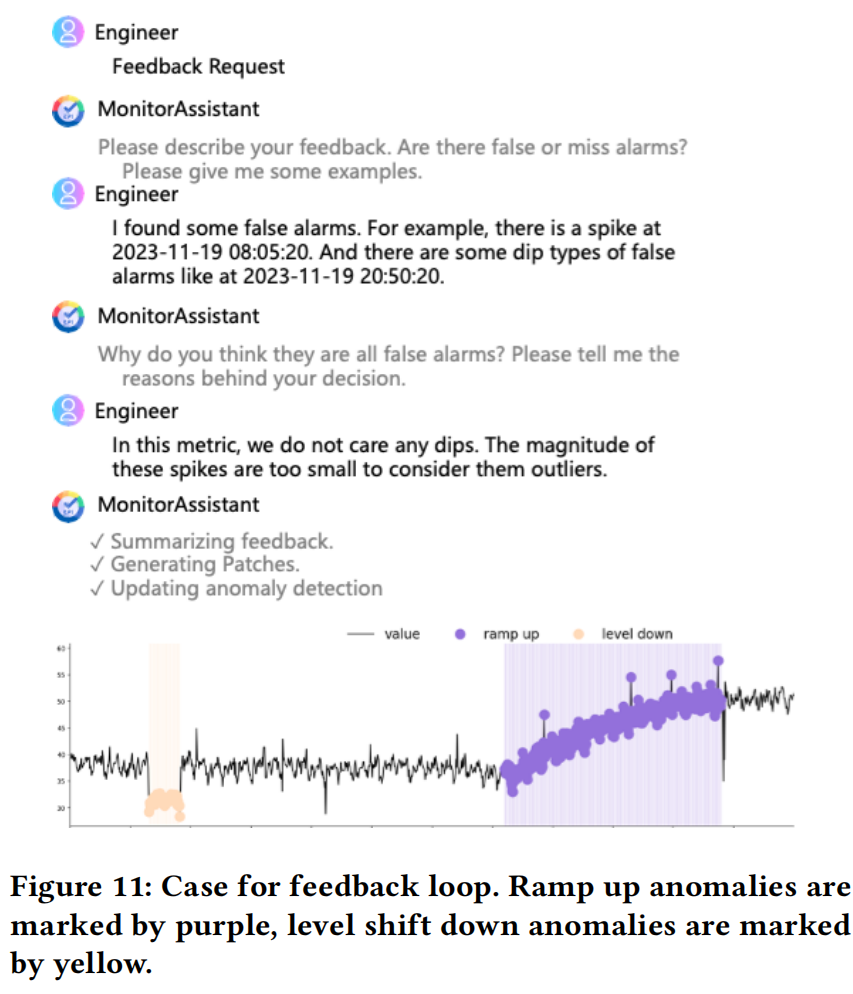 Engineer
Feedback Request
MonitorAssistant
Please describe your feedback. Are there false or miss alarms?
Please give me some examples.
Engineer
I found some false alarms. For example, there is a spike at
2023-11-19 08:05:20. And there are some dip types of false
alarms like at 2023-11-19 20:50:20.
MonitorAssistant
Why do you think they are all false alarms? Please tell me the
reasons behind your decision.
Engineer
In this metric, we do not care any dips. The magnitude of
these spikes are too small to consider them outliers.
MonitorAssistant
✓ Summarizing feedback.
✓ Generating Patches.
✓ Updating anomaly detection
value ramp up level down
60
55
50
45
40
35
30
Figure 11: Case for feedback loop. Ramp up anomalies are
marked by purple, level shift down anomalies are marked
by yellow.